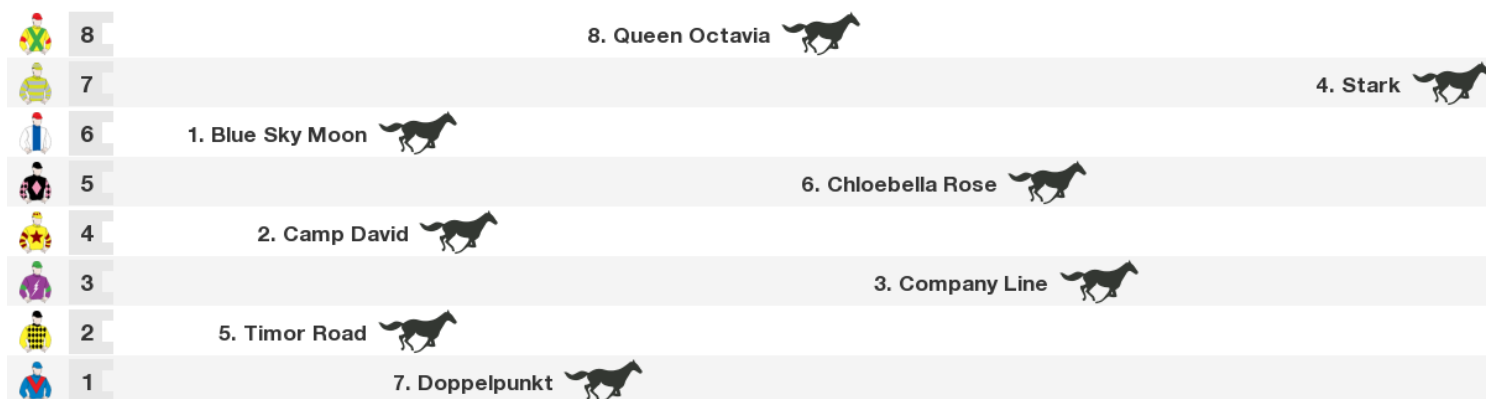 8 8. Queen Octavia
7 4. Stark
6 1. Blue Sky Moon
5 6. Chloebella Rose
4 2. Camp David
3 3. Company Line
2 5. Timor Road
1 7. Doppelpunkt